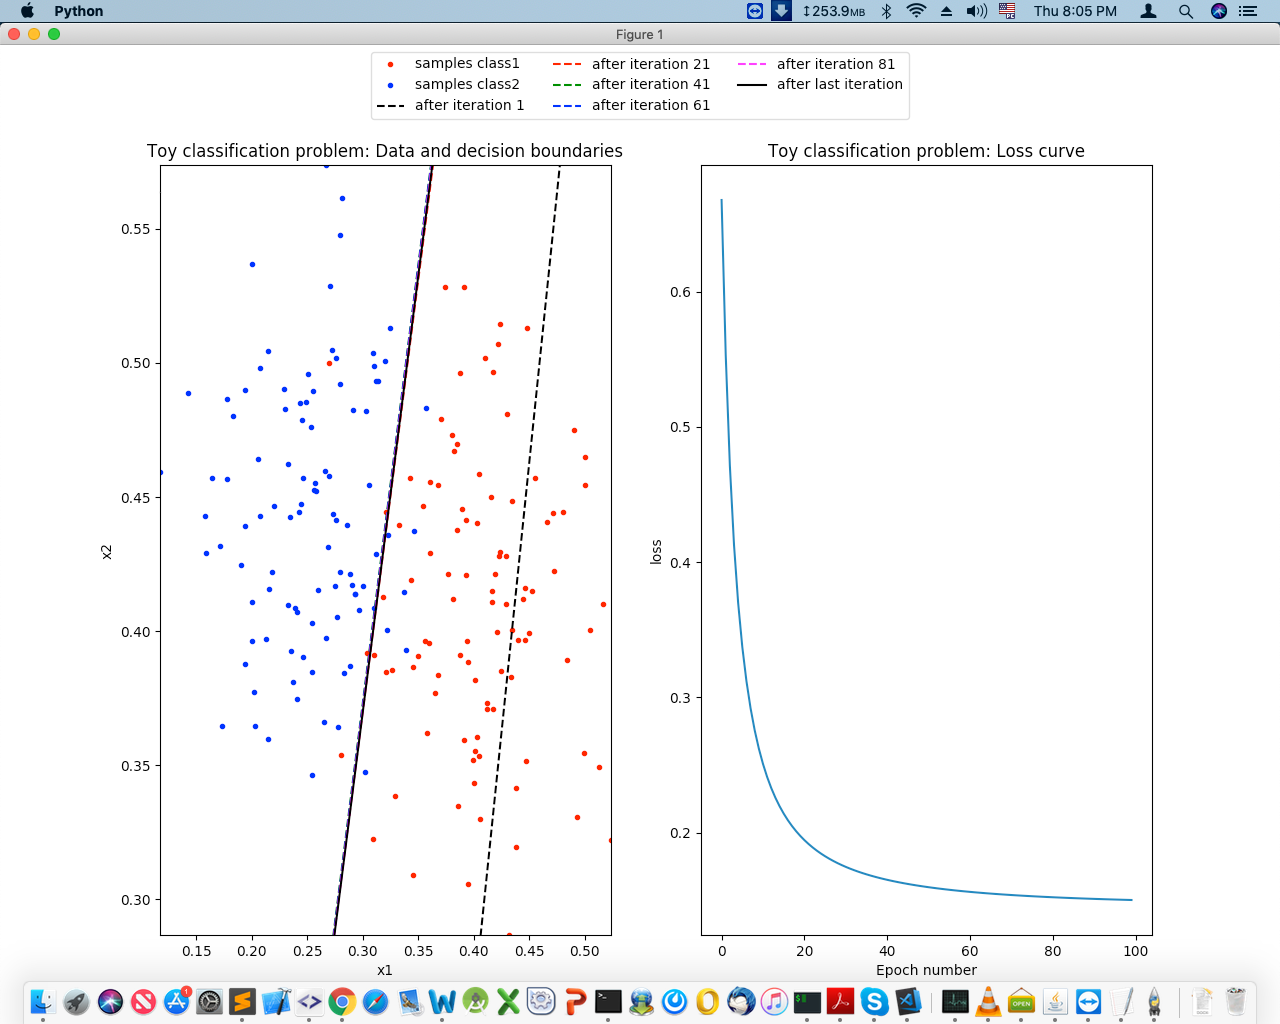 Python
253.9MB
Thu 8:05 PM
Figure 1
samples class1
samples class2
after iteration 1
after iteration 21
after iteration 41
after iteration 61
after iteration 81
after last iteration
Toy classification problem: Data and decision boundaries
0.55
0.50
0.45
0.40
0.35
0.30
x2
0.15 0.20 0.25 0.30 0.35 0.40 0.45 0.50
x1
Toy classification problem: Loss curve
0.6
0.5
0.4
0.3
0.2
loss
0 20 40 60 80 100
Epoch number
1
OPEN